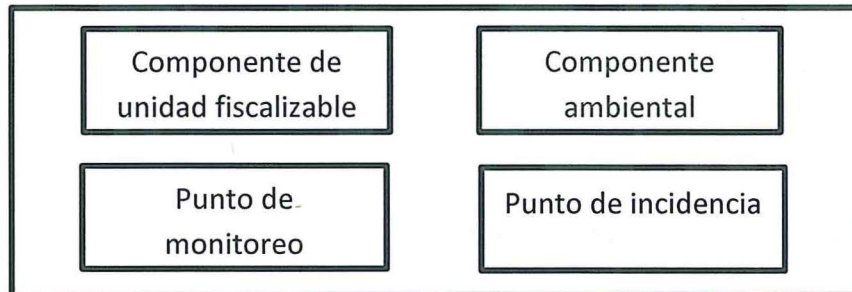 Componente de
unidad fiscalizable
Componente
ambiental
Punto de
monitoreo
Punto de incidencia